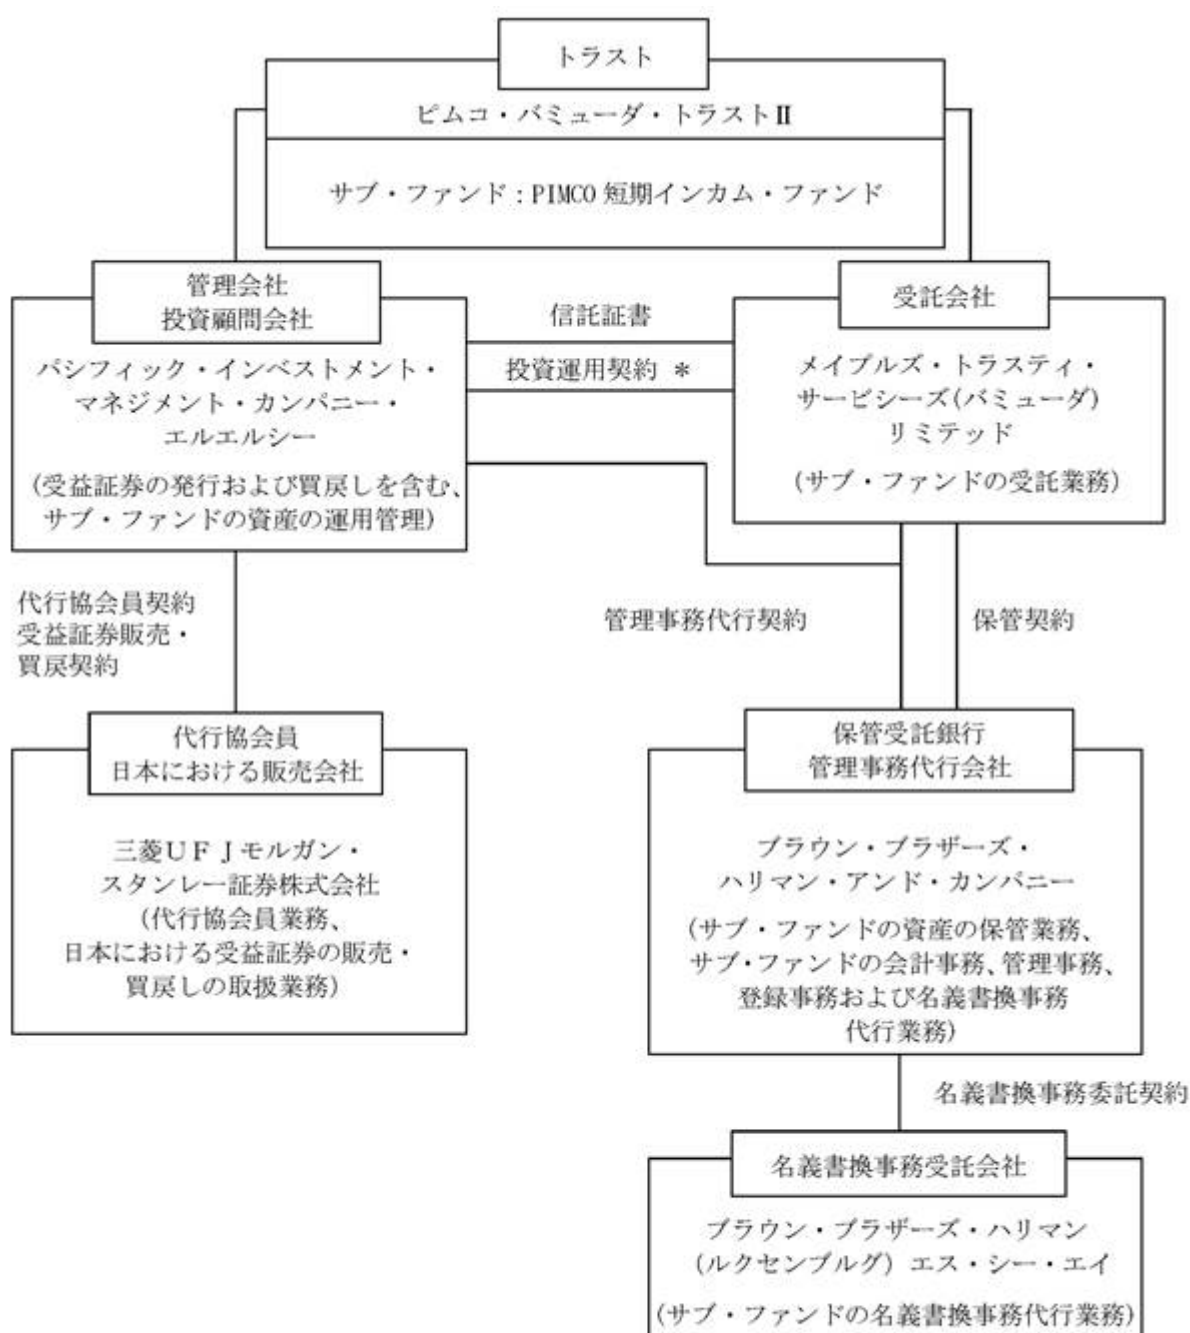 トラスト
ピムコ・バミューダ・トラストⅡ
サブ・ファンド：PIMCO 短期インカム・ファンド
管理会社
投資顧問会社
パシフィック・インベストメント・
マネジメント・カンパニー・
エルエルシー
(受益証券の発行および買戻しを含む、
サブ・ファンドの資産の運用管理)
信託証書
投資運用契約 ＊
受託会社
メイプルズ・トラスティ・
サービシーズ(バミューダ)
リミテッド
(サブ・ファンドの受託業務)
代行協会員契約
受益証券販売・
買戻契約
管理事務代行契約
保管契約
代行協会員
日本における販売会社
三菱ＵＦＪモルガン・
スタンレー証券株式会社
(代行協会員業務、
日本における受益証券の販売・
買戻しの取扱業務)
保管受託銀行
管理事務代行会社
ブラウン・ブラザーズ・
ハリマン・アンド・カンパニー
(サブ・ファンドの資産の保管業務、
サブ・ファンドの会計事務、管理事務、
登録事務および名義書換事務
代行業務)
名義書換事務委託契約
名義書換事務受託会社
ブラウン・ブラザーズ・ハリマン
(ルクセンブルグ) エス・シー・エイ
(サブ・ファンドの名義書換事務代行業務)